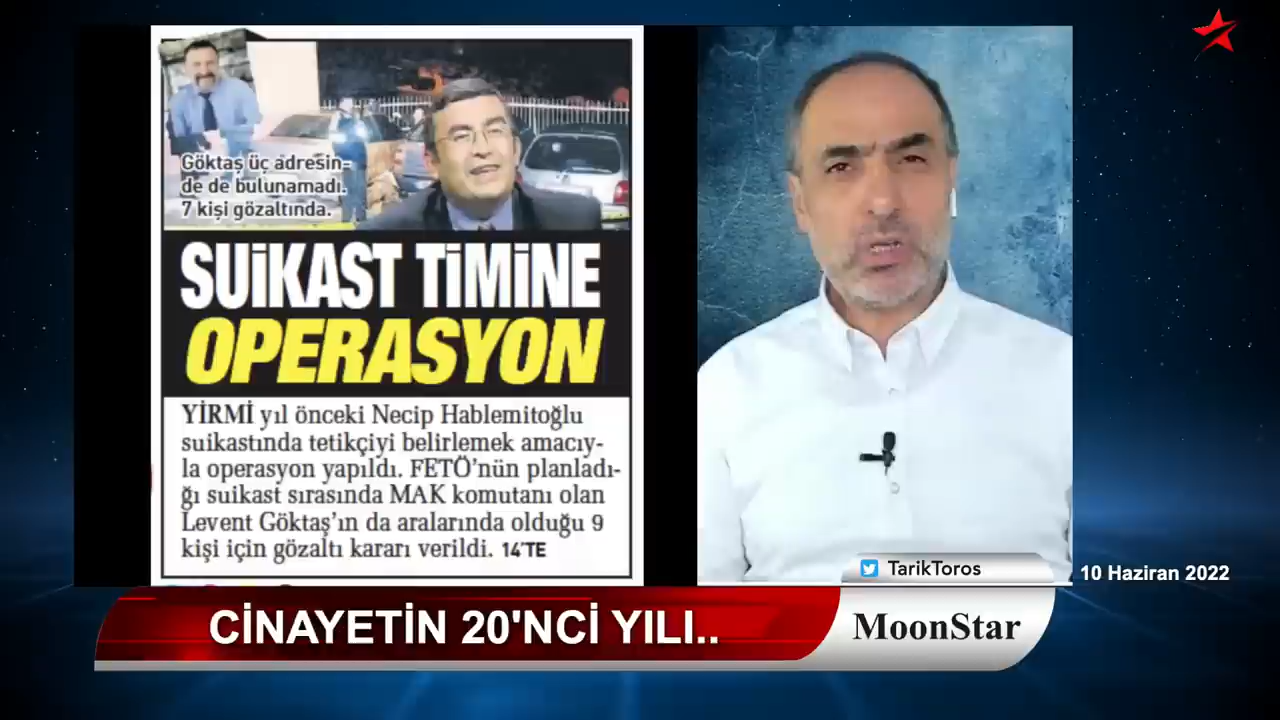 Göktaş üç adresin-
de de bulunamadı.
7 kişi gözaltında.
SUİKAST TİMİNE
OPERASYON
YİRMİ yıl önceki Necip Hablemitoğlu
suikastında tetikçiyi belirlemek amacıy-
la operasyon yapıldı. FETÖ'nün planladı-
ğı suikast sırasında MAK komutanı olan
Levent Göktaş'ın da aralarında olduğu 9
kişi için gözaltı kararı verildi. 14'TE
TarikToros
10 Haziran 2022
CİNAYETİN 20'NCİ YILI..
MoonStar